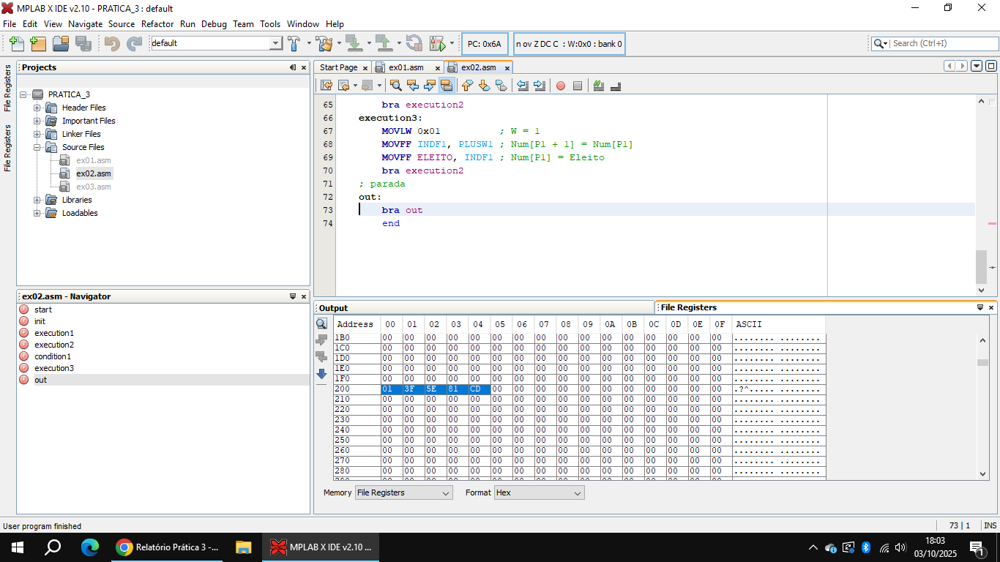 MPLAB X IDE v2.10 - PRATICA_3 : default
File Edit View Navigate Source Refactor Run Debug Team Tools Window Help
default PC: 0x6A n ov Z DC C : W:0x0 : bank 0 Search (Ctrl+I)
File Registers
File Registers
Projects
PRATICA_3
Header Files
Important Files
Linker Files
Source Files
ex01.asm
ex02.asm
ex03.asm
Libraries
Loadables
ex02.asm - Navigator
start
init
execution1
execution2
condition1
execution3
out
Start Page ex01.asm ex02.asm
65 bra execution2
66 execution3:
67 MOVLW 0x01 ; W = 1
68 MOVFF INDF1, PLUSW1 ; Num[P1 + 1] = Num[P1]
69 MOVFF ELEITO, INDF1 ; Num[P1] = Eleito
70 bra execution2
71 ; parada
72 out:
73 bra out
74 end
Output File Registers
Address 00 01 02 03 04 05 06 07 08 09 0A 0B 0C 0D 0E 0F ASCII
1B0 00 00 00 00 00 00 00 00 00 00 00 00 00 00 00 00 ........ ........
1C0 00 00 00 00 00 00 00 00 00 00 00 00 00 00 00 00 ........ ........
1D0 00 00 00 00 00 00 00 00 00 00 00 00 00 00 00 00 ........ ........
1E0 00 00 00 00 00 00 00 00 00 00 00 00 00 00 00 00 ........ ........
1F0 00 00 00 00 00 00 00 00 00 00 00 00 00 00 00 00 ........ ........
200 01 3F 5E 81 CD 00 00 00 00 00 00 00 00 00 00 00 .?^..... ........
210 00 00 00 00 00 00 00 00 00 00 00 00 00 00 00 00 ........ ........
220 00 00 00 00 00 00 00 00 00 00 00 00 00 00 00 00 ........ ........
230 00 00 00 00 00 00 00 00 00 00 00 00 00 00 00 00 ........ ........
240 00 00 00 00 00 00 00 00 00 00 00 00 00 00 00 00 ........ ........
250 00 00 00 00 00 00 00 00 00 00 00 00 00 00 00 00 ........ ........
260 00 00 00 00 00 00 00 00 00 00 00 00 00 00 00 00 ........ ........
270 00 00 00 00 00 00 00 00 00 00 00 00 00 00 00 00 ........ ........
280 00 00 00 00 00 00 00 00 00 00 00 00 00 00 00 00 ........ ........
Memory File Registers Format Hex
User program finished 73 | 1 INS
Relatório Prática 3 -... MPLAB X IDE v2.10 ... 18:03
03/10/2025 1